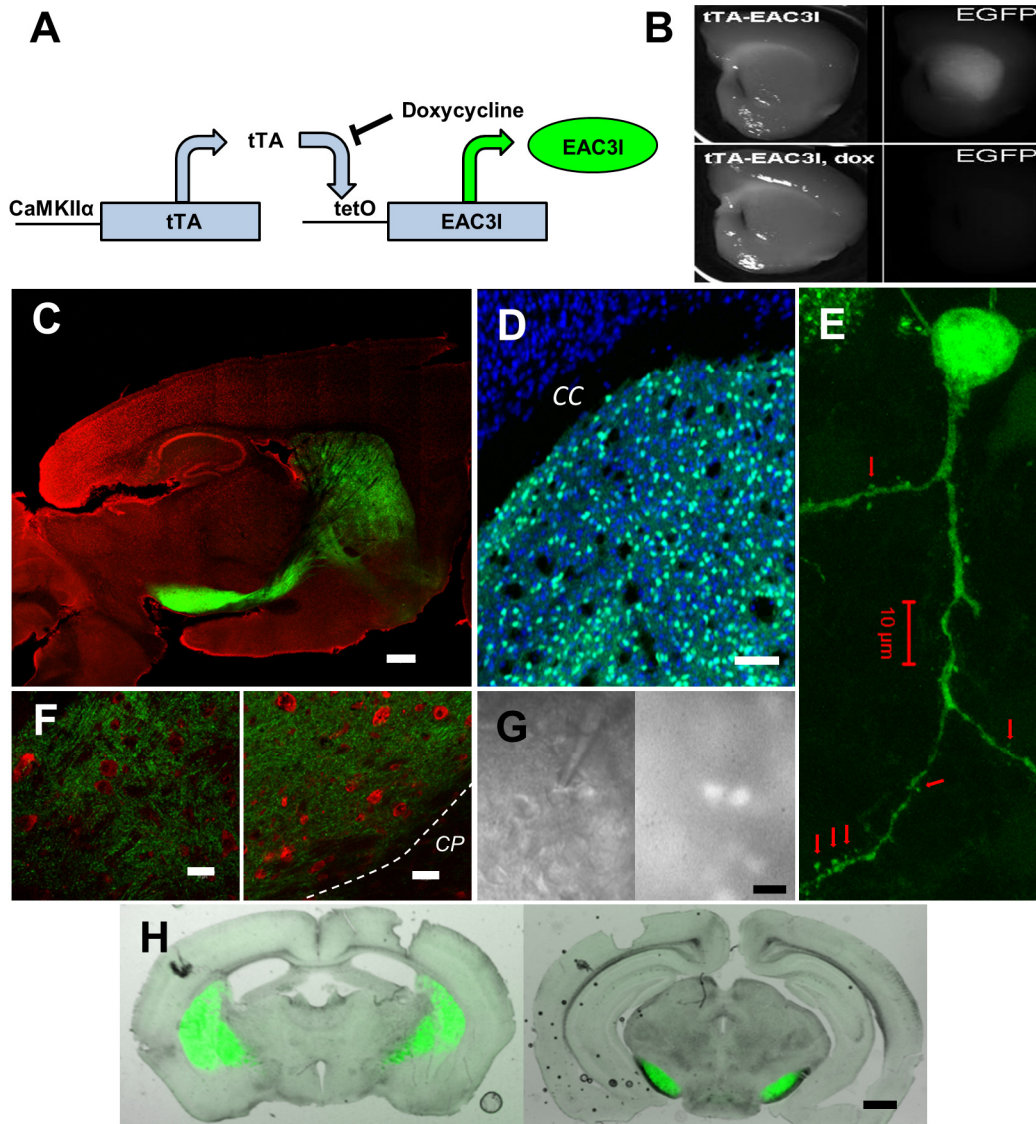 A
Doxycycline
tTA
EAC3I
CaMKIIα
tetO
tTA
EAC3I
B
tTA-EAC3I
EGFP
tTA-EAC3I, dox
EGFP
C
D
CC
E
10 µm
F
CP
G
H